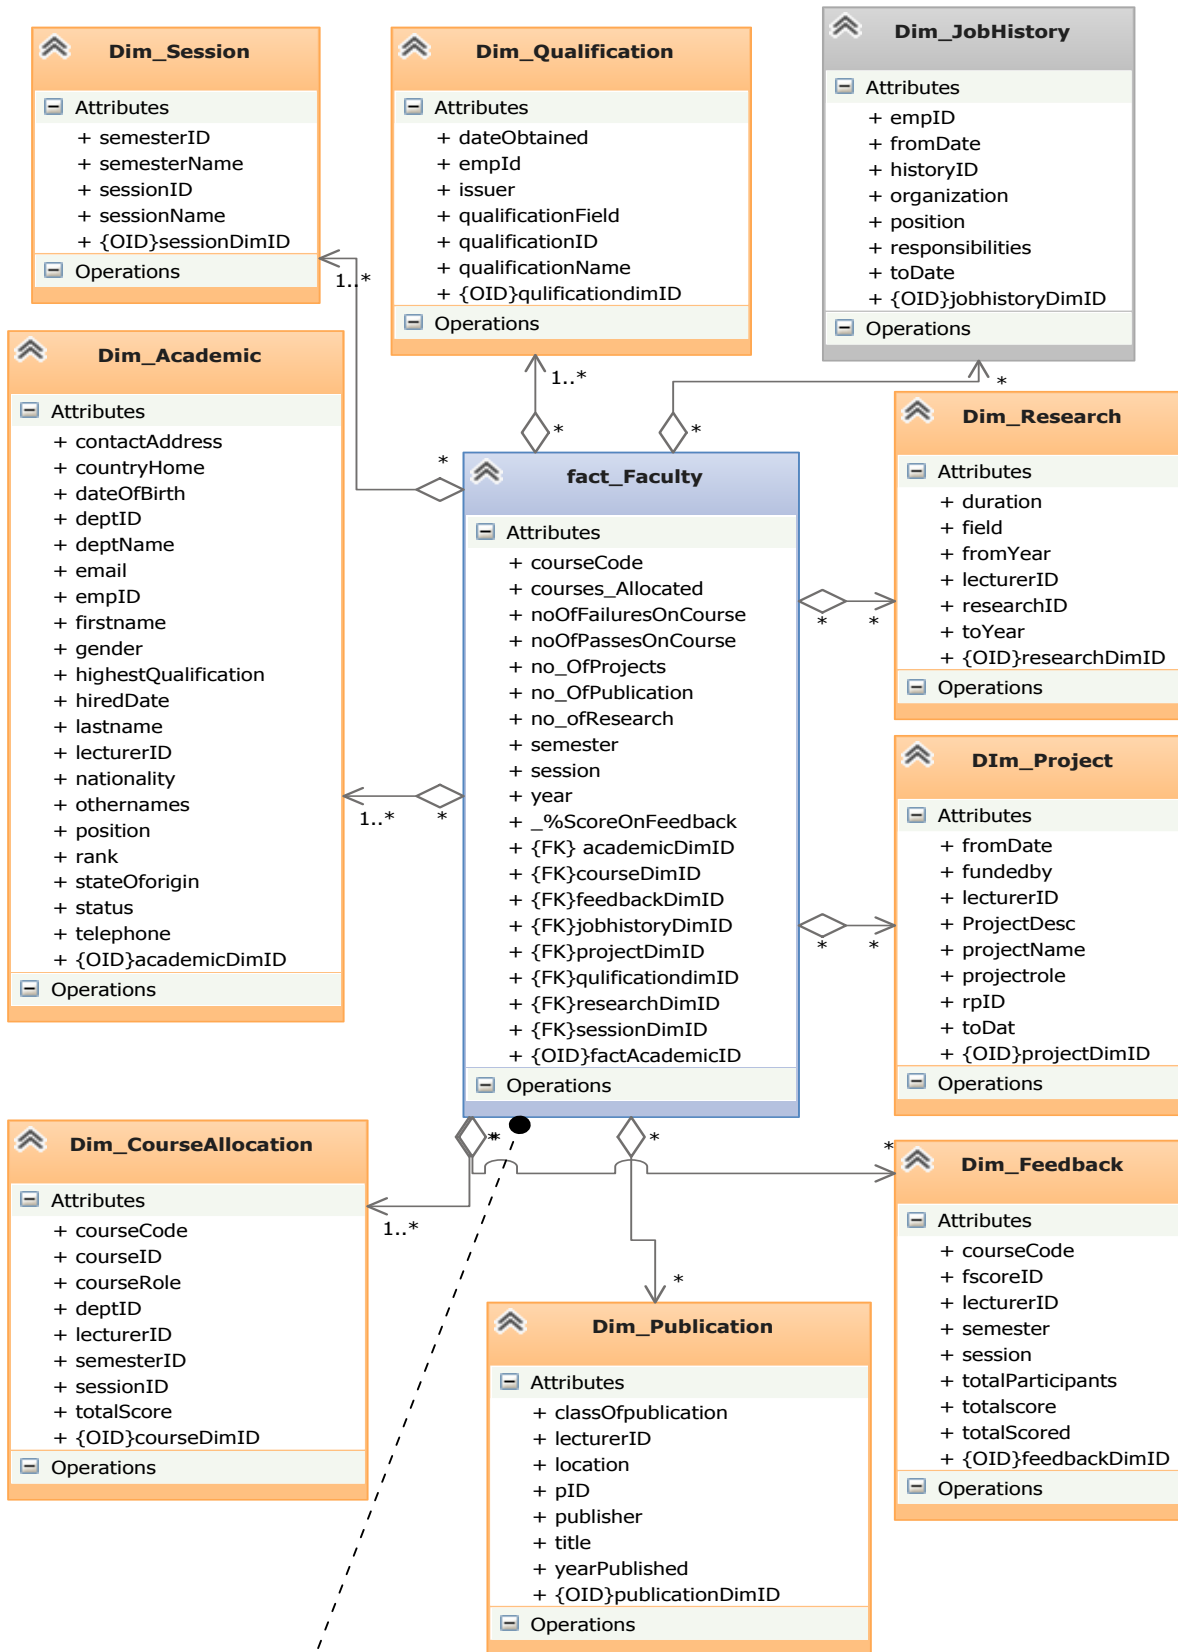 Dim_Session
Attributes
+ semesterID
+ semesterName
+ sessionID
+ sessionName
+ {OID}sessionDimID
Operations
1..*
*
Dim_Qualification
Attributes
+ dateObtained
+ empId
+ issuer
+ qualificationField
+ qualificationID
+ qualificationName
+ {OID}qulificationdimID
Operations
1..*
*
Dim_JobHistory
Attributes
+ empID
+ fromDate
+ historyID
+ organization
+ position
+ responsibilities
+ toDate
+ {OID}jobhistoryDimID
Operations
*
*
Dim_Academic
Attributes
+ contactAddress
+ countryHome
+ dateOfBirth
+ deptID
+ deptName
+ email
+ empID
+ firstname
+ gender
+ highestQualification
+ hiredDate
+ lastname
+ lecturerID
+ nationality
+ othernames
+ position
+ rank
+ stateOforigin
+ status
+ telephone
+ {OID}academicDimID
Operations
1..*
*
fact_Faculty
Attributes
+ courseCode
+ courses_Allocated
+ noOfFailuresOnCourse
+ noOfPassesOnCourse
+ no_OfProjects
+ no_OfPublication
+ no_ofResearch
+ semester
+ session
+ year
+ _%ScoreOnFeedback
+ {FK} academicDimID
+ {FK}courseDimID
+ {FK}feedbackDimID
+ {FK}jobhistoryDimID
+ {FK}projectDimID
+ {FK}qulificationdimID
+ {FK}researchDimID
+ {FK}sessionDimID
+ {OID}factAcademicID
Operations
Dim_Research
Attributes
+ duration
+ field
+ fromYear
+ lecturerID
+ researchID
+ toYear
+ {OID}researchDimID
Operations
*
*
DIm_Project
Attributes
+ fromDate
+ fundedby
+ lecturerID
+ ProjectDesc
+ projectName
+ projectrole
+ rpID
+ toDat
+ {OID}projectDimID
Operations
*
*
Dim_CourseAllocation
Attributes
+ courseCode
+ courseID
+ courseRole
+ deptID
+ lecturerID
+ semesterID
+ sessionID
+ totalScore
+ {OID}courseDimID
Operations
1..*
*
*
*
Dim_Publication
Attributes
+ classOfpublication
+ lecturerID
+ location
+ pID
+ publisher
+ title
+ yearPublished
+ {OID}publicationDimID
Operations
*
*
Dim_Feedback
Attributes
+ courseCode
+ fscoreID
+ lecturerID
+ semester
+ session
+ totalParticipants
+ totalscore
+ totalScored
+ {OID}feedbackDimID
Operations